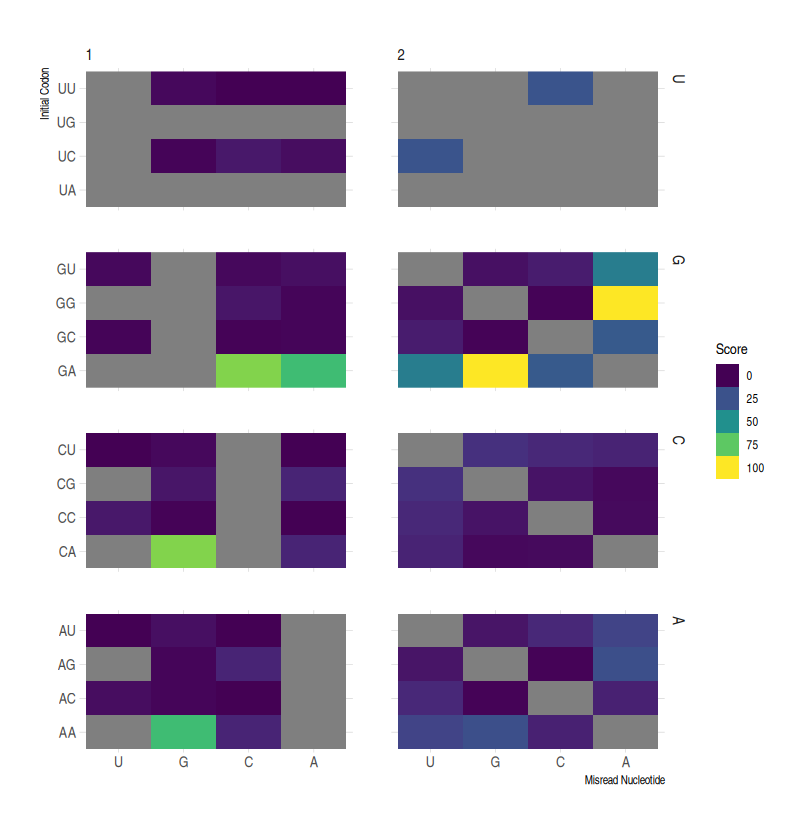 1 2
Initial Codon
UU
UG
UC
UA
U
GU
GG
GC
GA
G
CU
CG
CC
CA
C
AU
AG
AC
AA
A
U G C A U G C A
Misread Nucleotide
Score
0
25
50
75
100